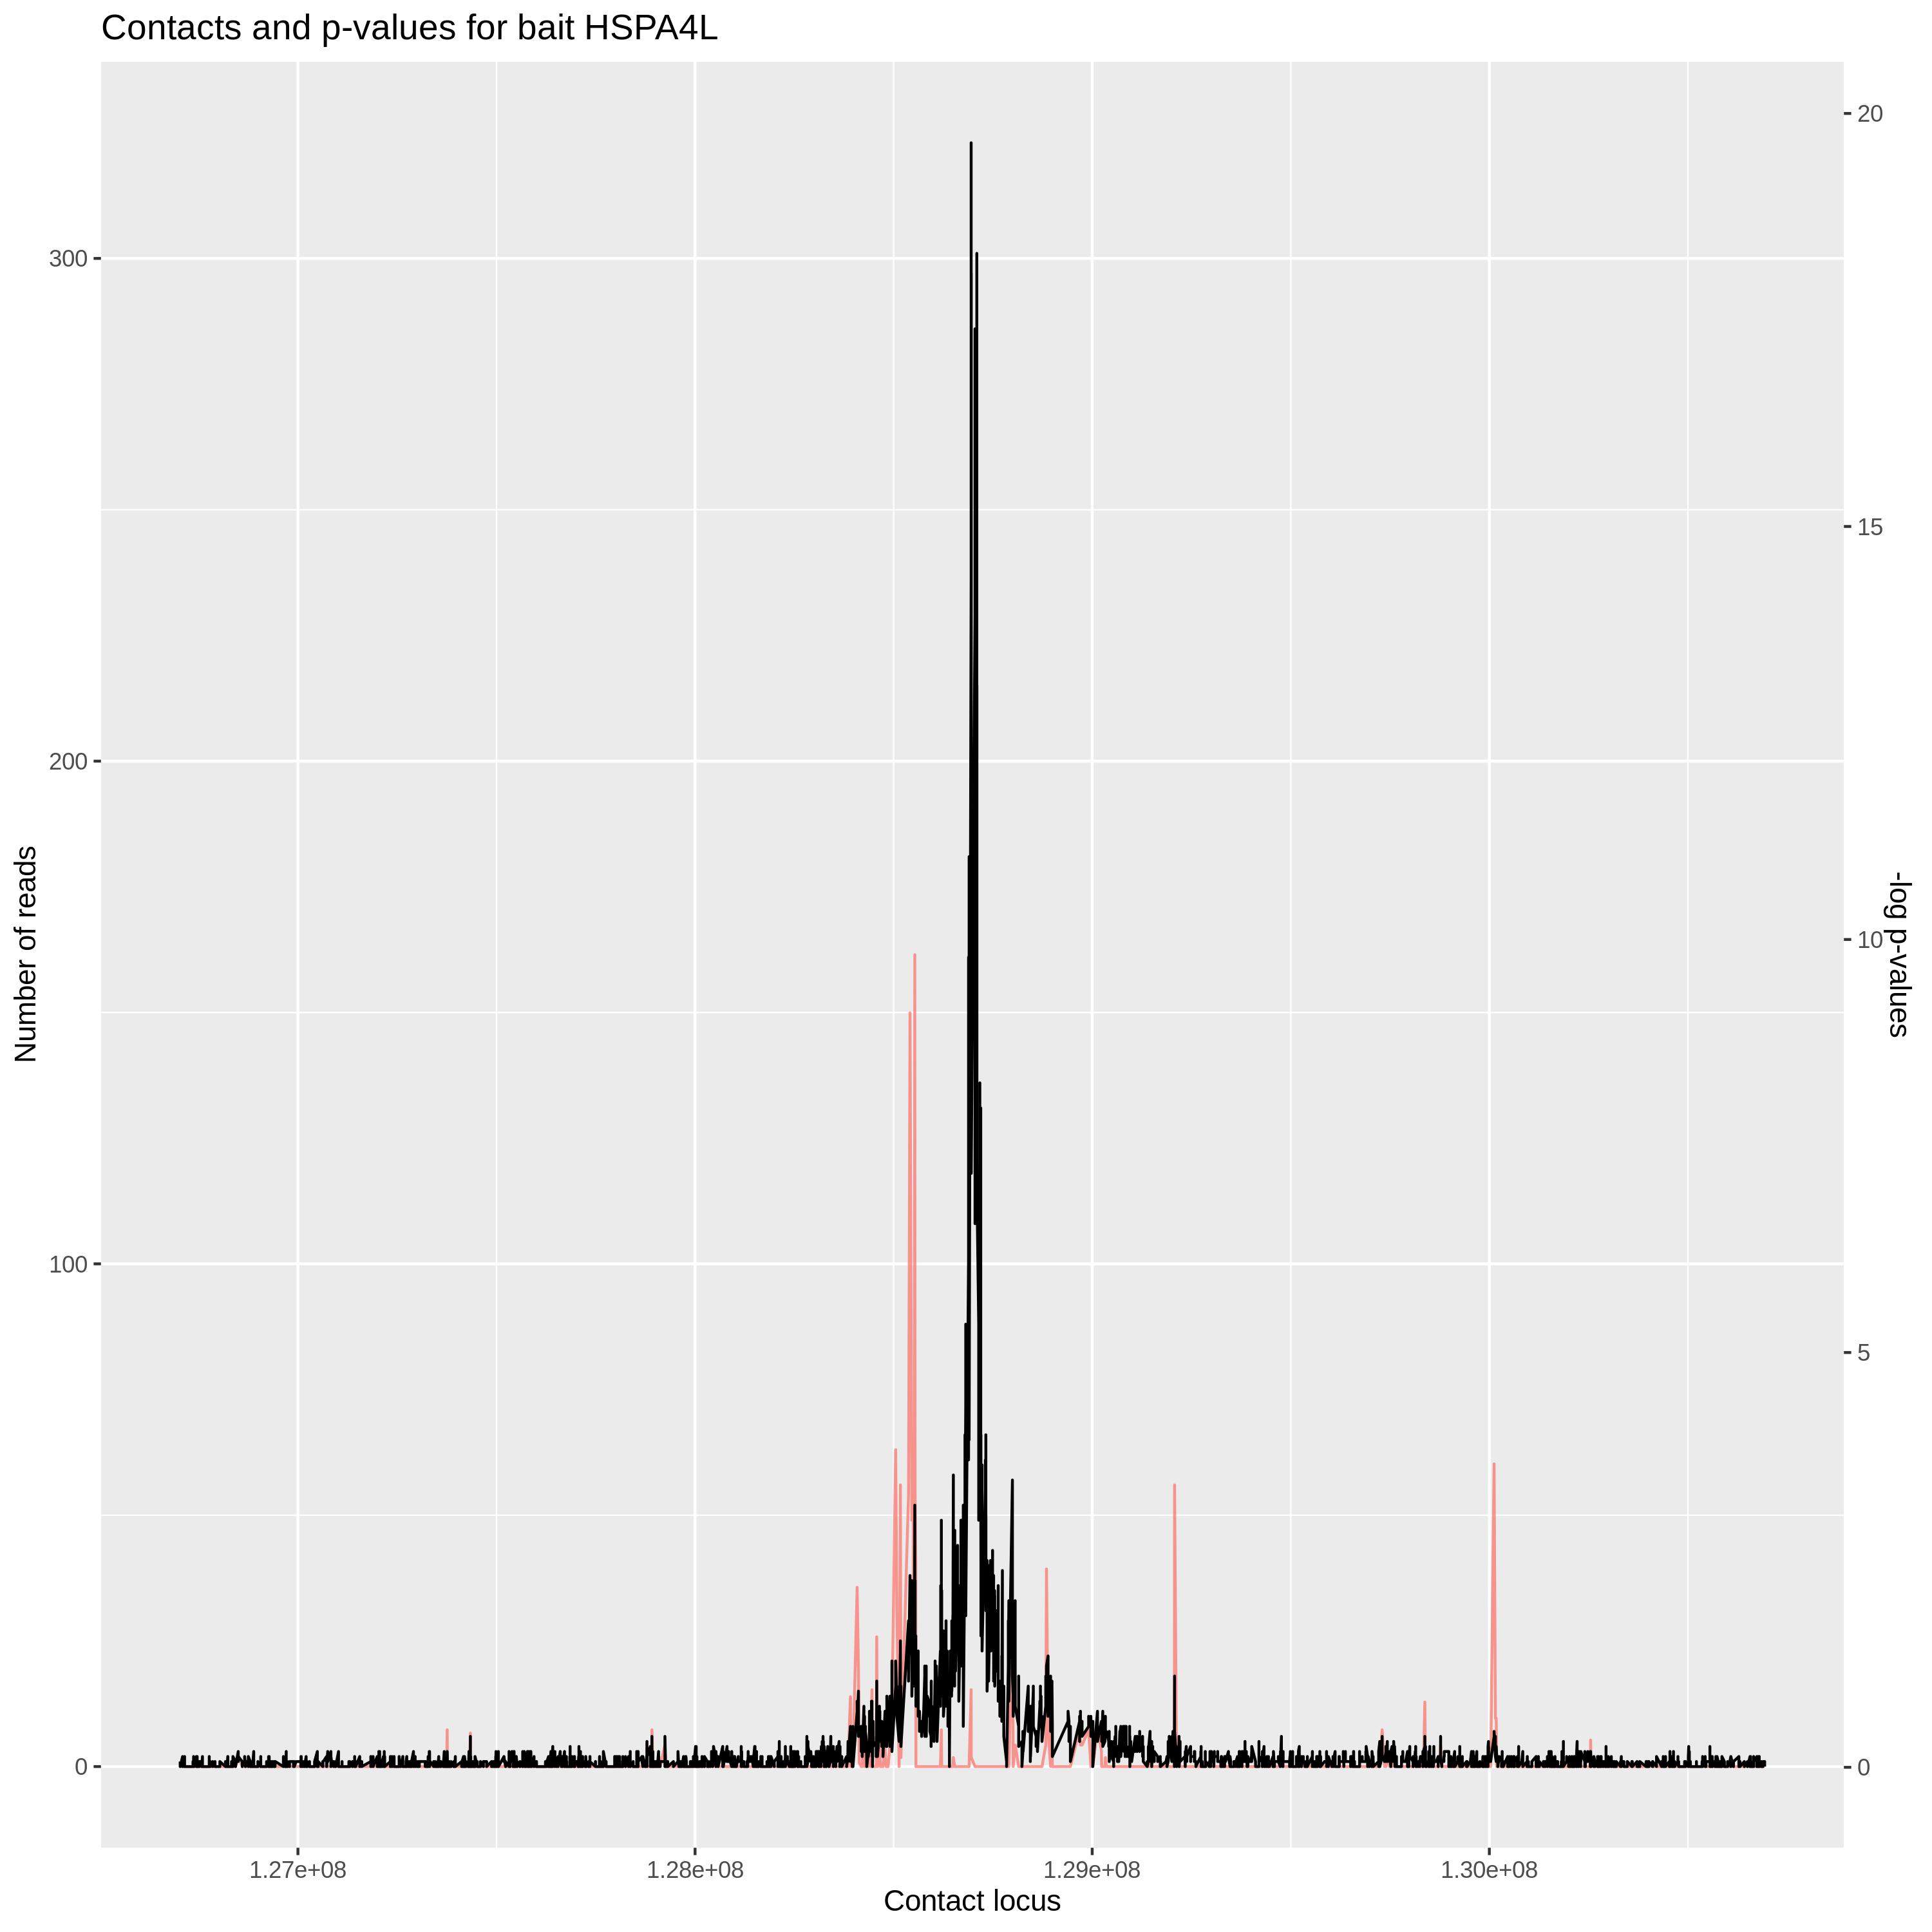 Contacts and p-values for bait HSPA4L
Number of reads
300
200
100
0
20
15
10
5
0
-log p-values
1.27e+08
1.28e+08
1.29e+08
1.30e+08
Contact locus